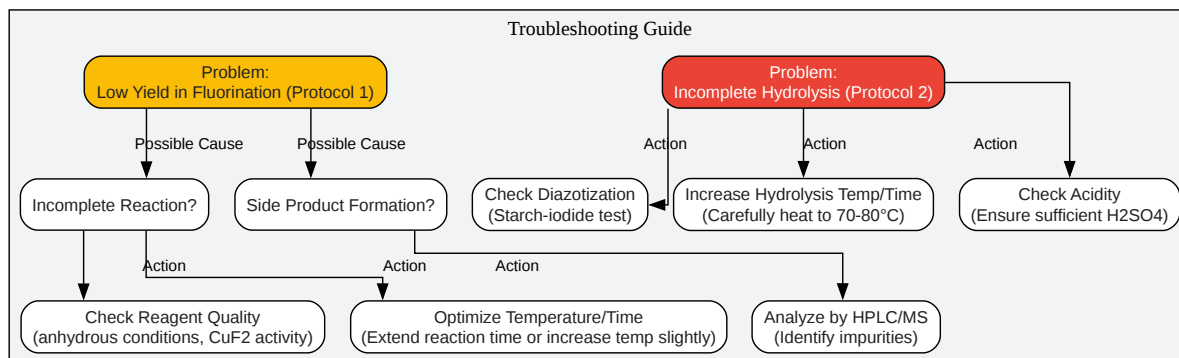 Troubleshooting Guide
Problem:
Low Yield in Fluorination (Protocol 1)
Problem:
Incomplete Hydrolysis (Protocol 2)
Possible Cause
Possible Cause
Action
Action
Action
Incomplete Reaction?
Side Product Formation?
Check Diazotization
(Starch-iodide test)
Increase Hydrolysis Temp/Time
(Carefully heat to 70-80°C)
Check Acidity
(Ensure sufficient H2SO4)
Action
Action
Action
Check Reagent Quality
(anhydrous conditions, CuF2 activity)
Optimize Temperature/Time
(Extend reaction time or increase temp slightly)
Analyze by HPLC/MS
(Identify impurities)